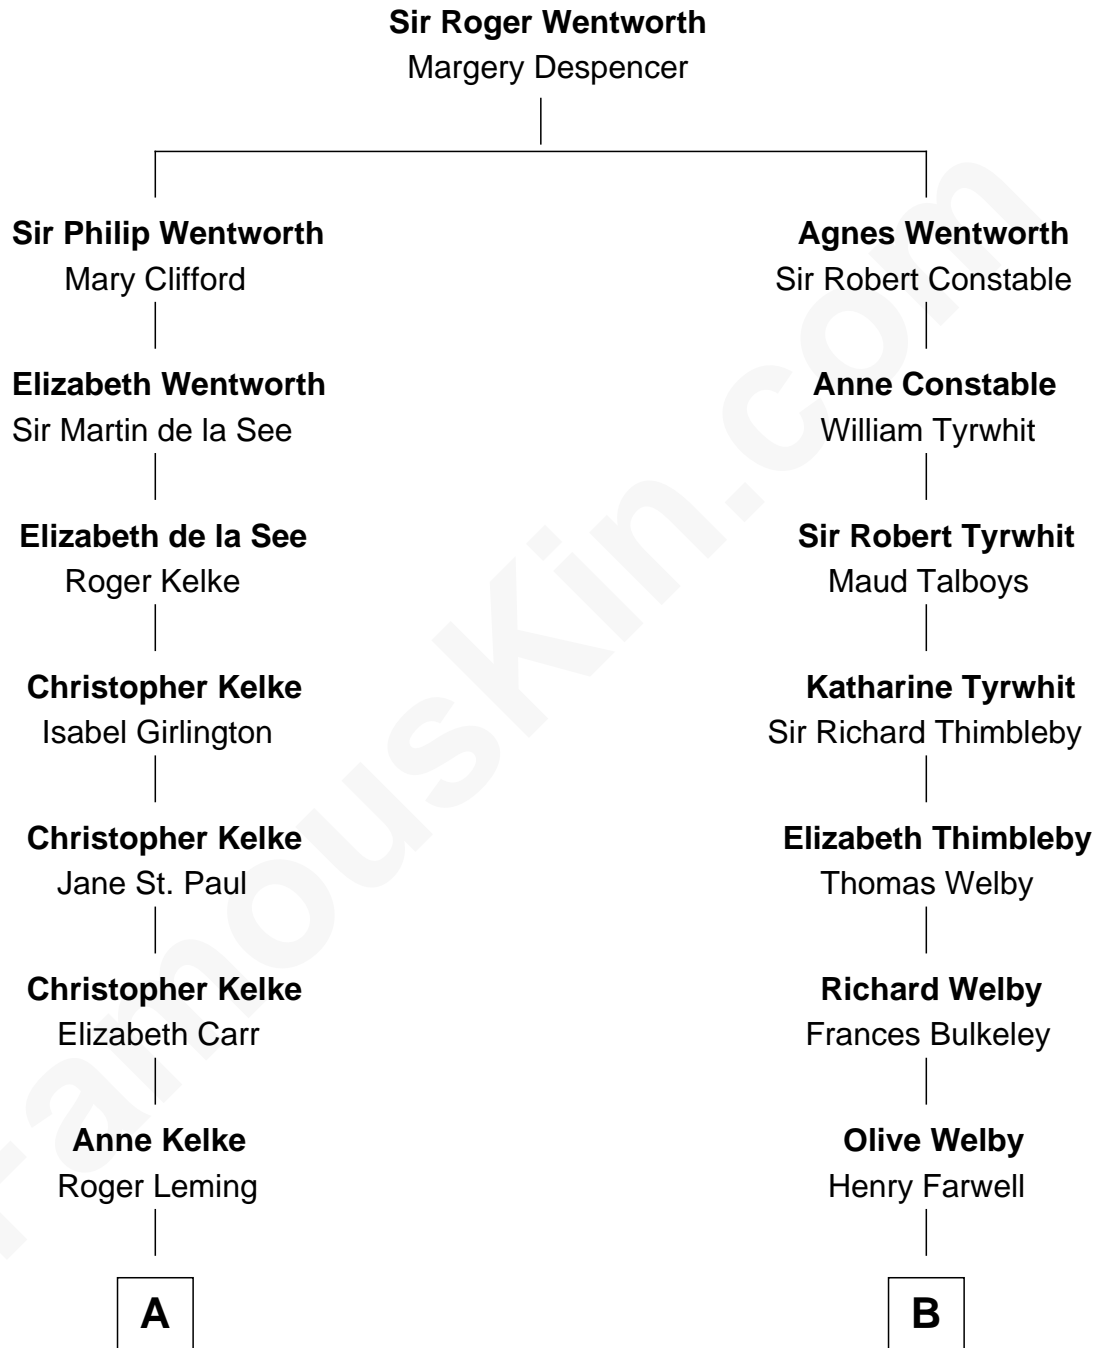 Sir Roger Wentworth
Margery Despencer
Sir Philip Wentworth
Mary Clifford
Agnes Wentworth
Sir Robert Constable
Elizabeth Wentworth
Sir Martin de la See
Anne Constable
William Tyrwhit
Elizabeth de la See
Roger Kelke
Sir Robert Tyrwhit
Maud Talboys
Christopher Kelke
Isabel Girlington
Katharine Tyrwhit
Sir Richard Thimbleby
Christopher Kelke
Jane St. Paul
Elizabeth Thimbleby
Thomas Welby
Christopher Kelke
Elizabeth Carr
Richard Welby
Frances Bulkeley
Anne Kelke
Roger Leming
Olive Welby
Henry Farwell
A
B
FamousKin.com